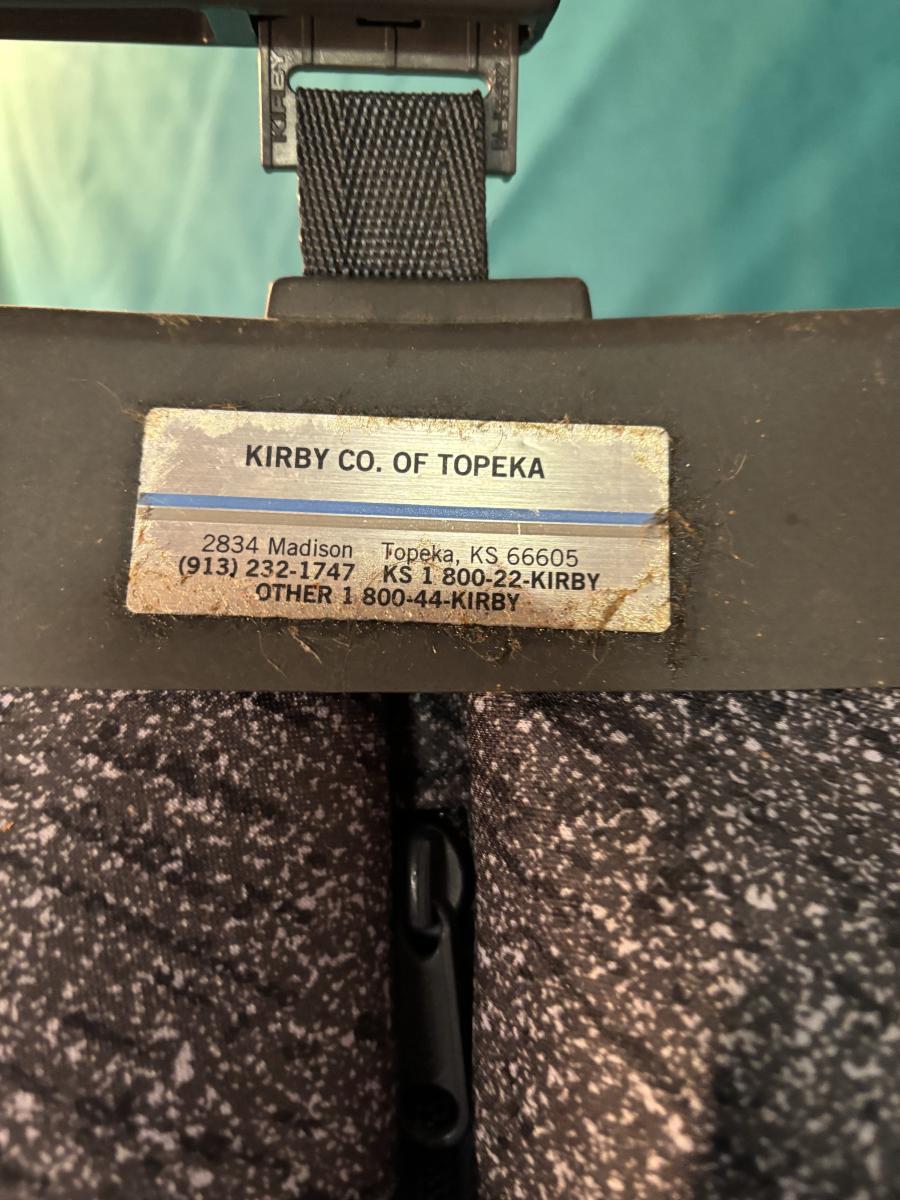 KIRBY
KIRBY CO. OF TOPEKA
2834 Madison Topeka, KS 66605
(913) 232-1747 KS 1 800-22-KIRBY
OTHER 1 800-44-KIRBY